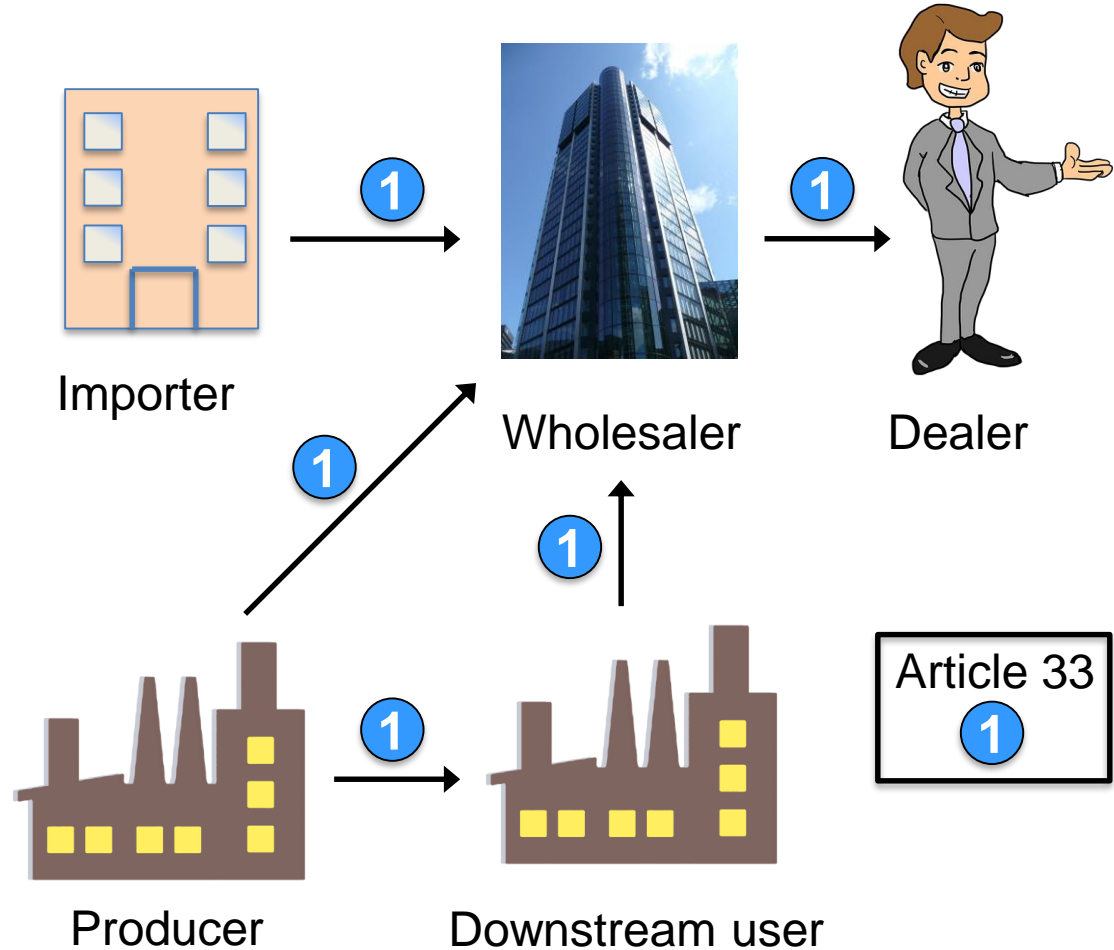 1
1
Importer
Wholesaler
Dealer
1
1
Article 33
1
1
Producer
Downstream user